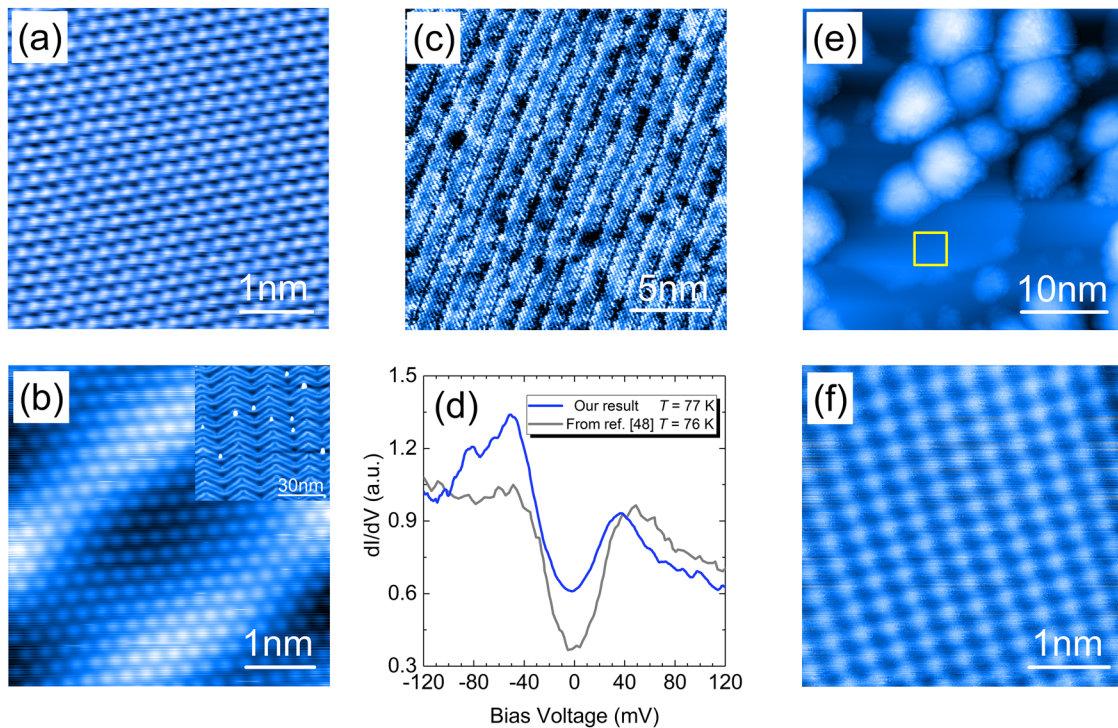 (a)
1nm
(c)
5nm
(e)
10nm
(b)
30nm
1nm
(d)
Our result T = 77 K
From ref. [48] T = 76 K
1.5
1.2
0.9
0.6
0.3
dI/dV (a.u.)
-120 -80 -40 0 40 80 120
Bias Voltage (mV)
(f)
1nm